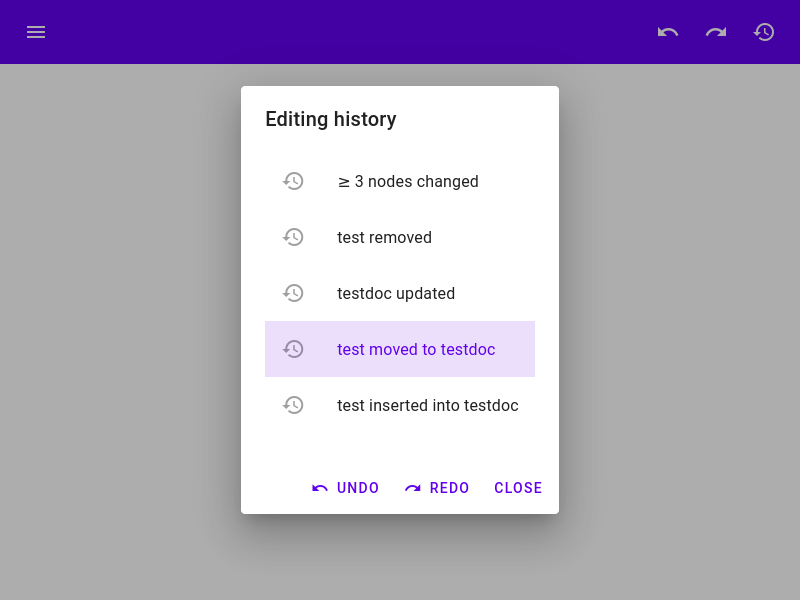 Editing history
≥ 3 nodes changed
test removed
testdoc updated
test moved to testdoc
test inserted into testdoc
UNDO REDO CLOSE